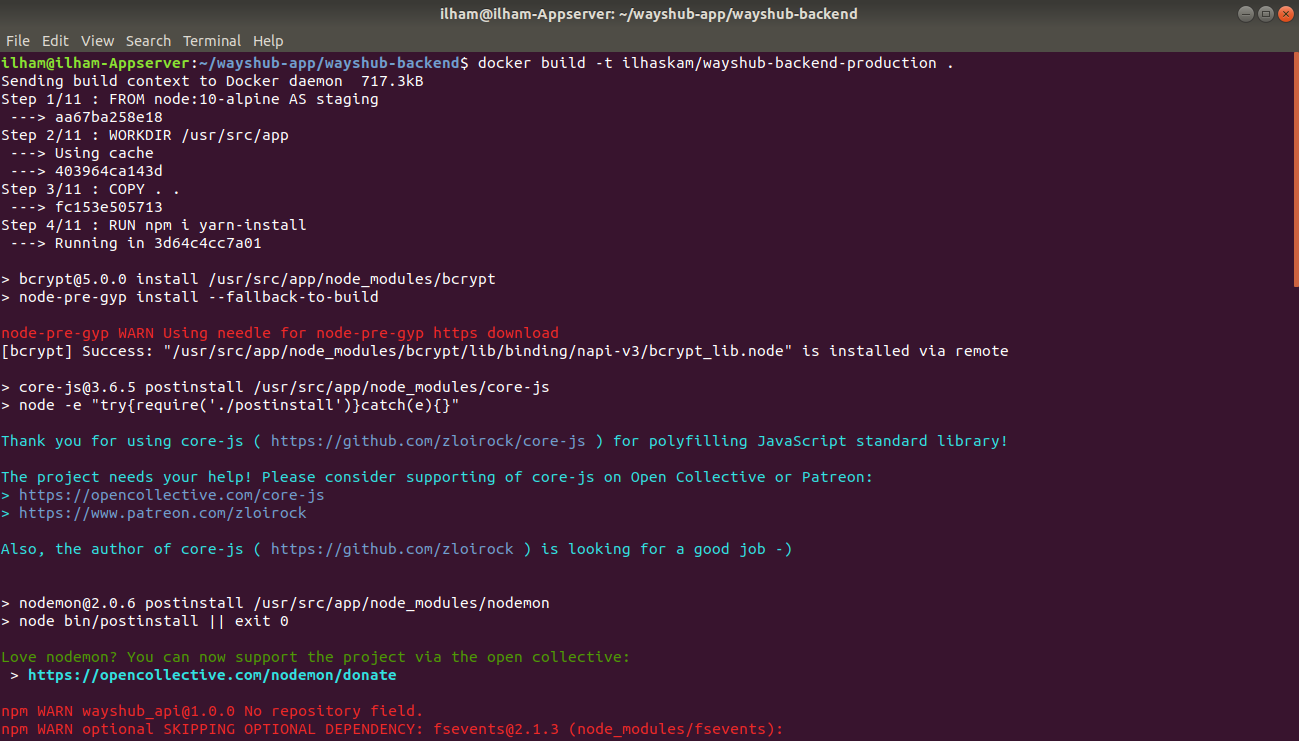 ilham@ilham-Appserver: ~/wayshub-app/wayshub-backend
File Edit View Search Terminal Help
ilham@ilham-Appserver:~/wayshub-app/wayshub-backend$ docker build -t ilhaskam/wayshub-backend-production .
Sending build context to Docker daemon  717.3kB
Step 1/11 : FROM node:10-alpine AS staging
 ---> aa67ba258e18
Step 2/11 : WORKDIR /usr/src/app
 ---> Using cache
 ---> 403964ca143d
Step 3/11 : COPY . .
 ---> fc153e505713
Step 4/11 : RUN npm i yarn-install
 ---> Running in 3d64c4cc7a01
> bcrypt@5.0.0 install /usr/src/app/node_modules/bcrypt
> node-pre-gyp install --fallback-to-build
node-pre-gyp WARN Using needle for node-pre-gyp https download
[bcrypt] Success: "/usr/src/app/node_modules/bcrypt/lib/binding/napi-v3/bcrypt_lib.node" is installed via remote
> core-js@3.6.5 postinstall /usr/src/app/node_modules/core-js
> node -e "try{require('./postinstall')}catch(e){}"
Thank you for using core-js ( https://github.com/zloirock/core-js ) for polyfilling JavaScript standard library!
The project needs your help! Please consider supporting of core-js on Open Collective or Patreon:
> https://opencollective.com/core-js
> https://www.patreon.com/zloirock
Also, the author of core-js ( https://github.com/zloirock ) is looking for a good job -)
> nodemon@2.0.6 postinstall /usr/src/app/node_modules/nodemon
> node bin/postinstall || exit 0
Love nodemon? You can now support the project via the open collective:
 > https://opencollective.com/nodemon/donate
npm WARN wayshub_api@1.0.0 No repository field.
npm WARN optional SKIPPING OPTIONAL DEPENDENCY: fsevents@2.1.3 (node_modules/fsevents):